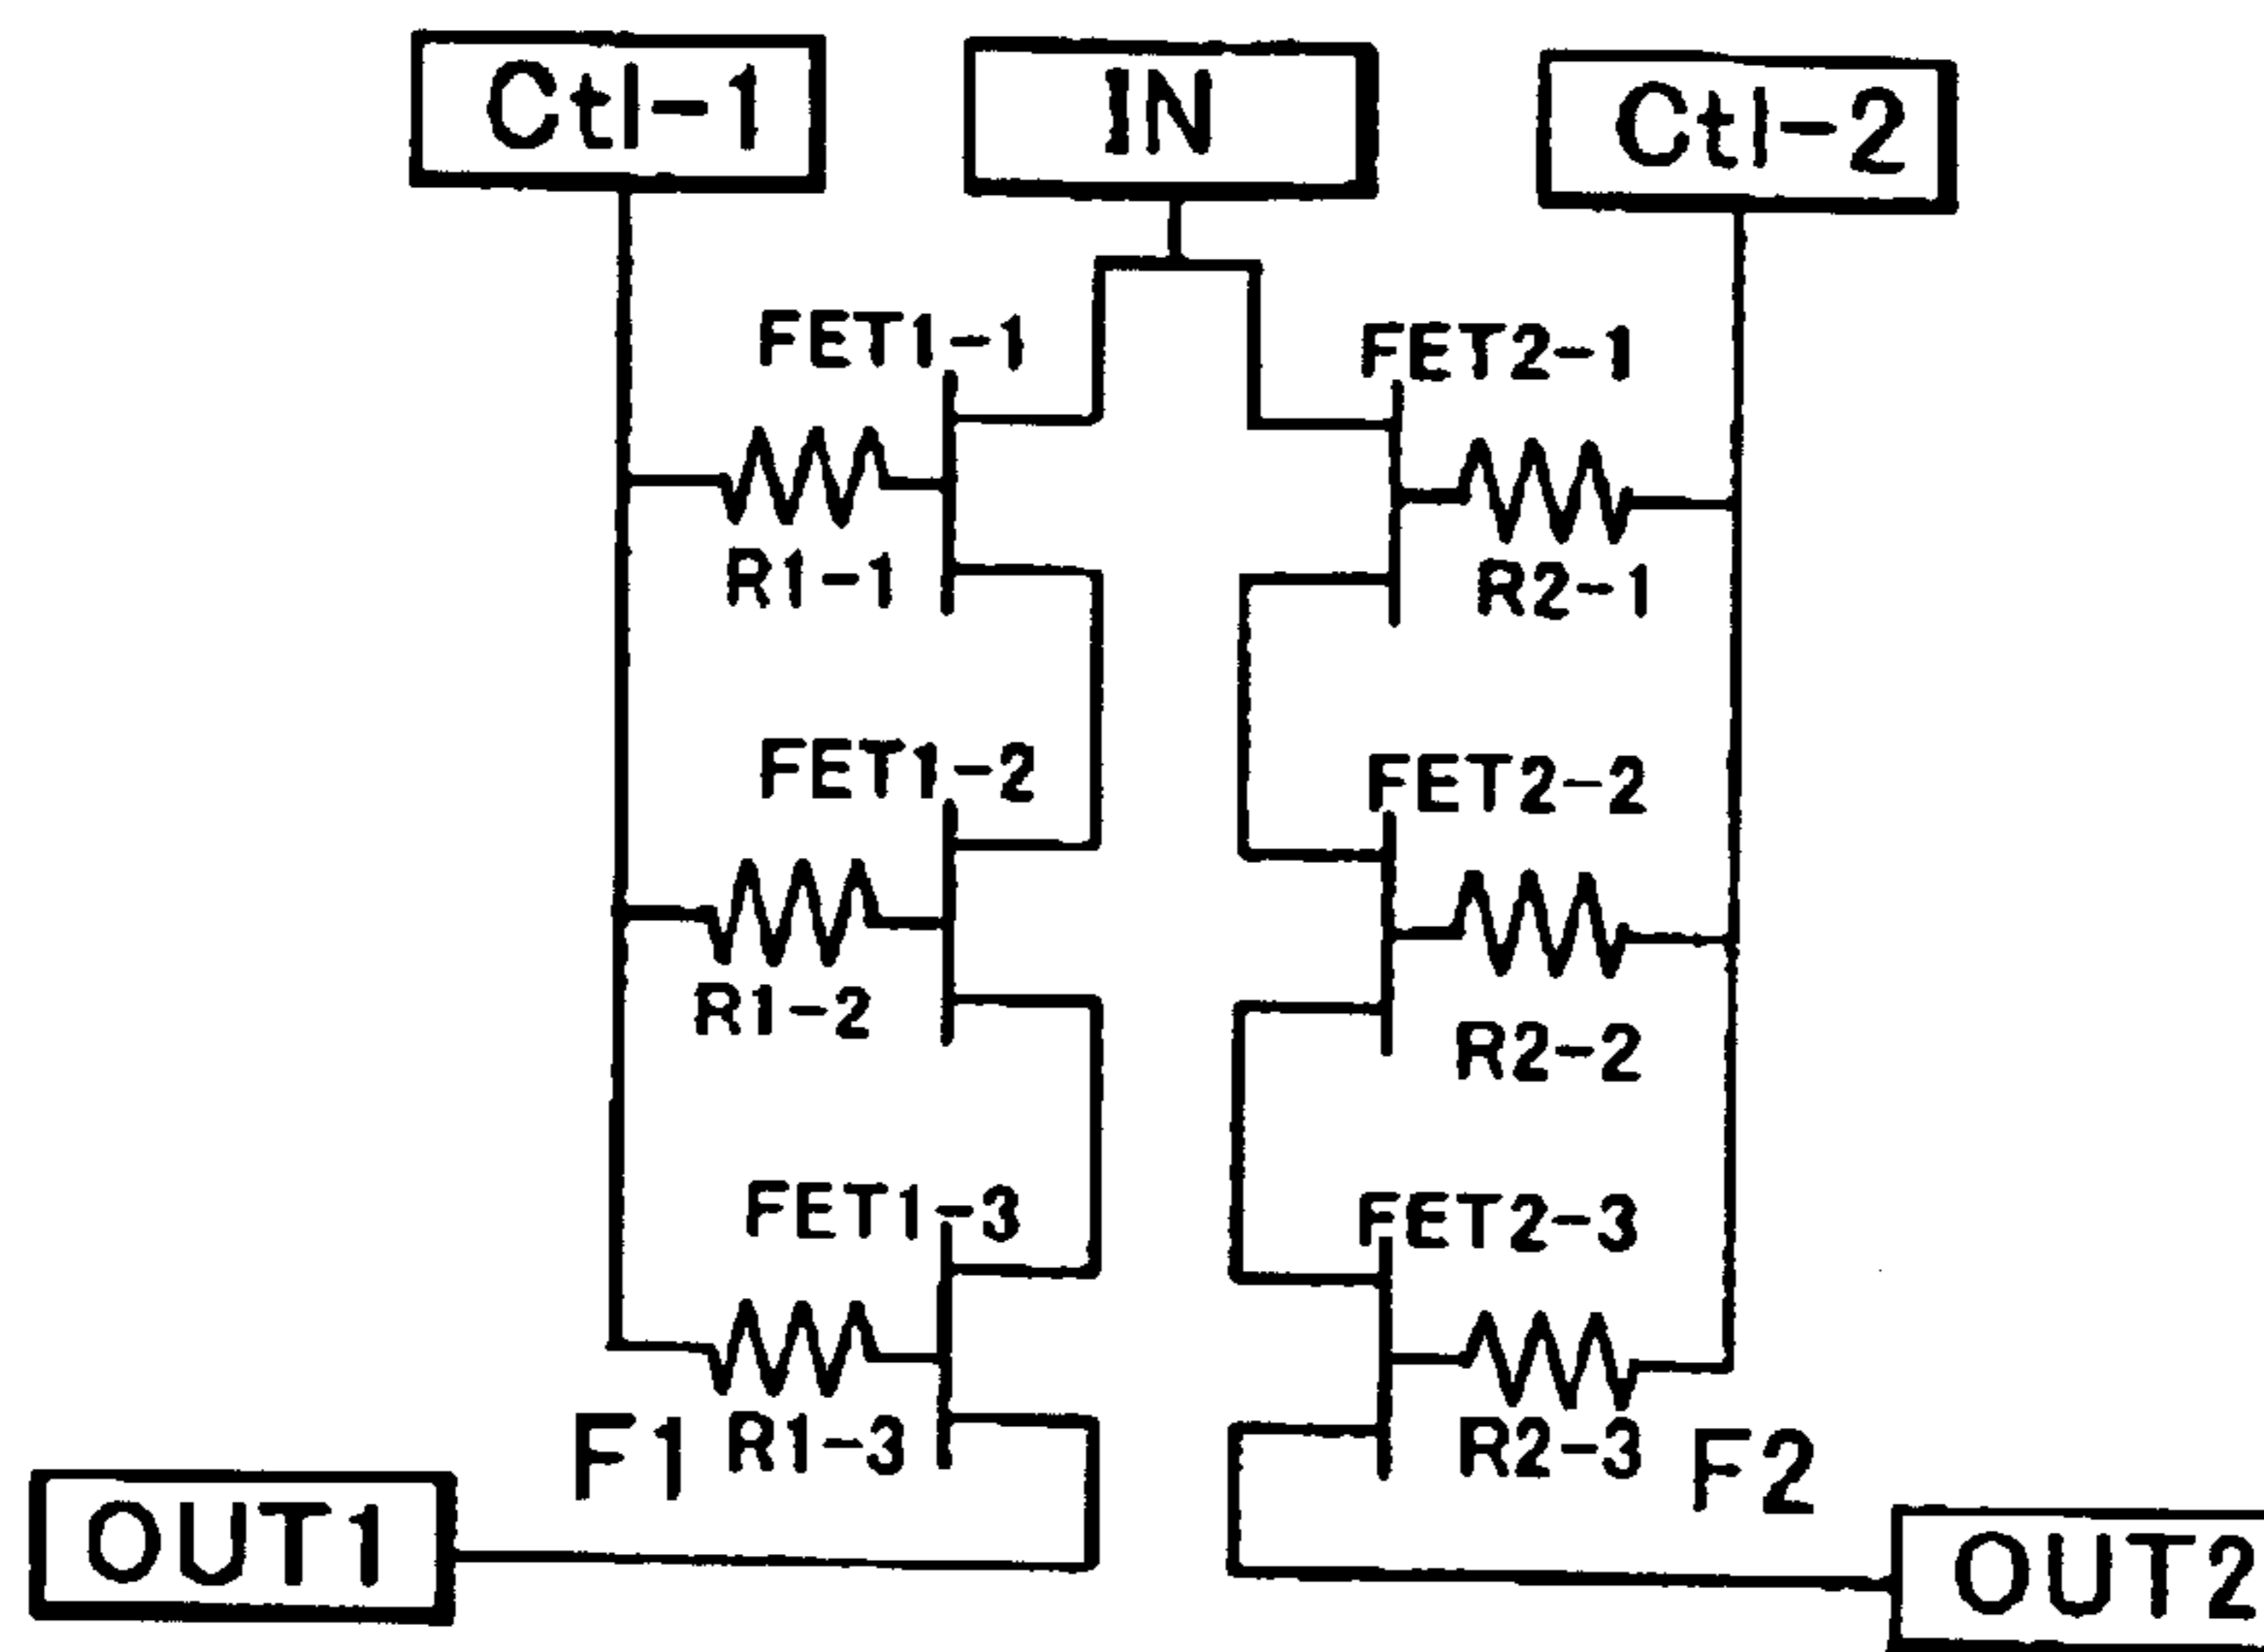 Ctl-1
IN
Ctl-2
FET1-1
FET2-1
R1-1
R2-1
FET1-2
FET2-2
R1-2
R2-2
FET1-3
FET2-3
F1
R1-3
R2-3
F2
OUT1
OUT2